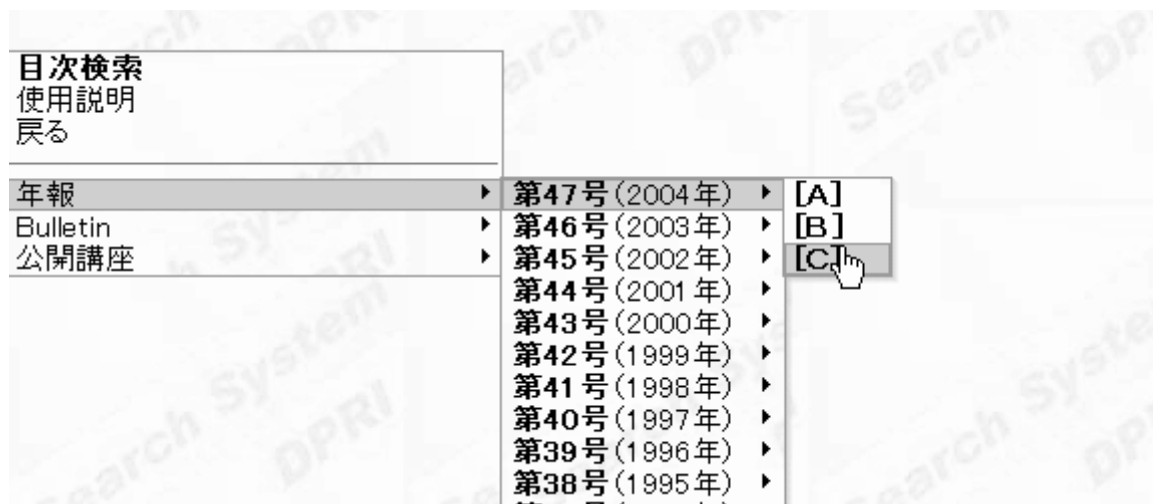 目次検索
使用説明
戻る
年報
Bulletin
公開講座
第47号(2004年)
第46号(2003年)
第45号(2002年)
第44号(2001年)
第43号(2000年)
第42号(1999年)
第41号(1998年)
第40号(1997年)
第39号(1996年)
第38号(1995年)
[A]
[B]
[C]
Search System DPRI